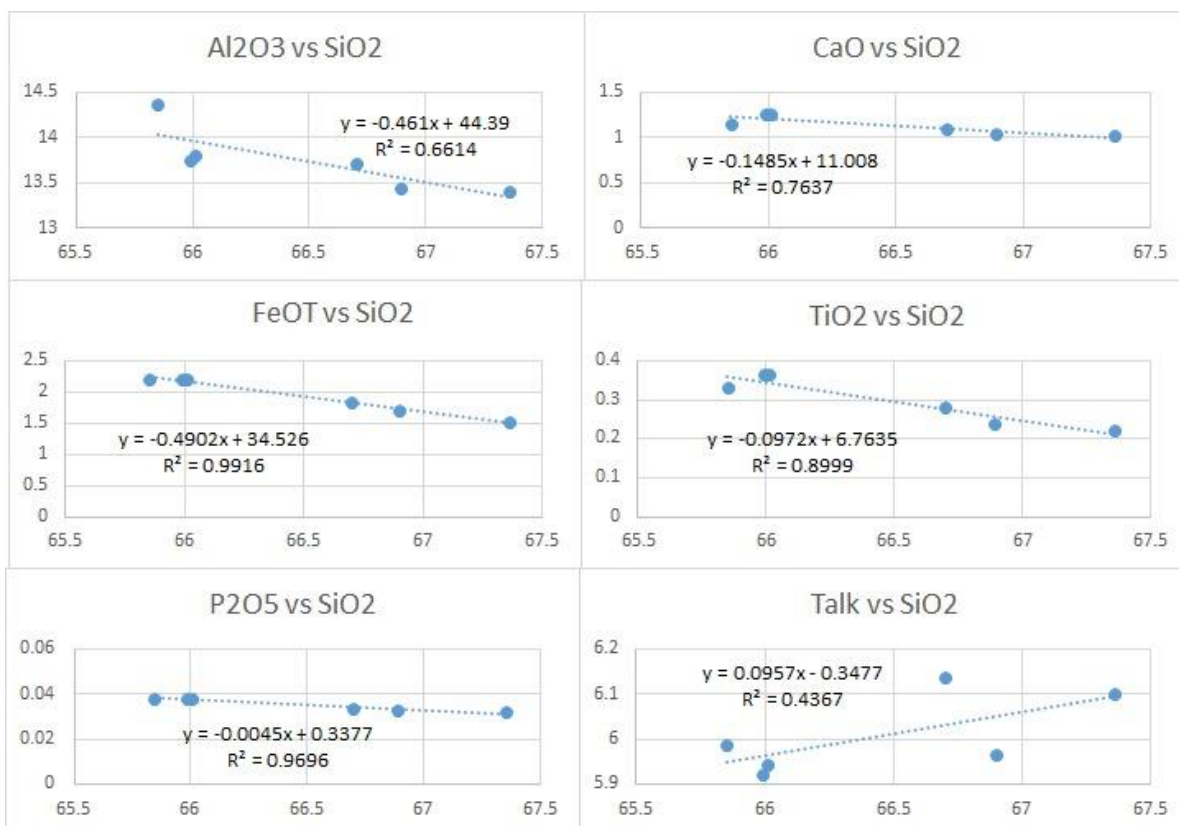 Al2O3 vs SiO2
14.5
14
13.5
13
y = -0.461x + 44.39
R² = 0.6614
65.5 66 66.5 67 67.5
CaO vs SiO2
1.5
1
0.5
0
y = -0.1485x + 11.008
R² = 0.7637
65.5 66 66.5 67 67.5
FeOT vs SiO2
2.5
2
1.5
1
0.5
0
y = -0.4902x + 34.526
R² = 0.9916
65.5 66 66.5 67 67.5
TiO2 vs SiO2
0.4
0.3
0.2
0.1
0
y = -0.0972x + 6.7635
R² = 0.8999
65.5 66 66.5 67 67.5
P2O5 vs SiO2
0.06
0.04
0.02
0
y = -0.0045x + 0.3377
R² = 0.9696
65.5 66 66.5 67 67.5
Talk vs SiO2
6.2
6.1
6
5.9
y = 0.0957x - 0.3477
R² = 0.4367
65.5 66 66.5 67 67.5